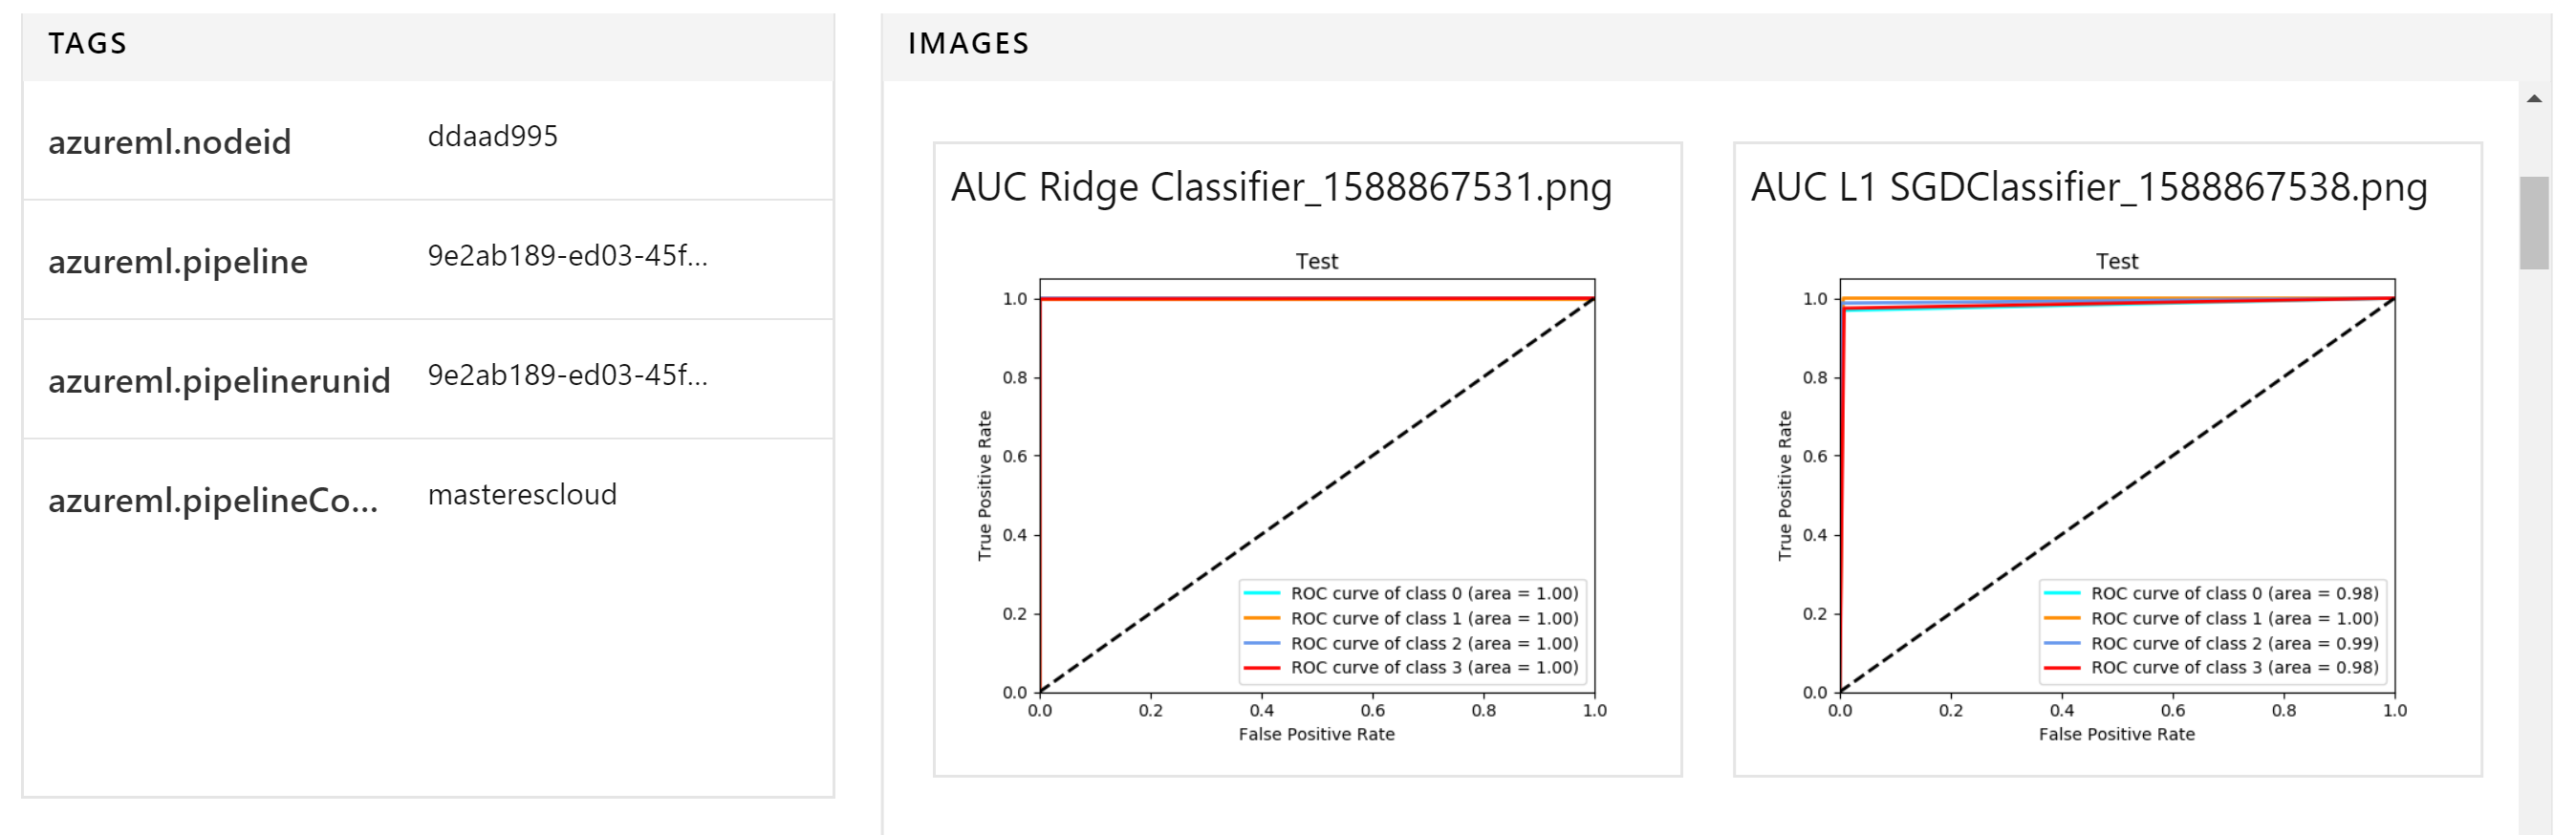 TAGS
azureml.nodeid ddaad995
azureml.pipeline 9e2ab189-ed03-45f...
azureml.pipelinerunid 9e2ab189-ed03-45f...
azureml.pipelineCo... masterescloud
IMAGES
AUC Ridge Classifier_1588867531.png
Test
True Positive Rate
1.0
0.8
0.6
0.4
0.2
0.0
ROC curve of class 0 (area = 1.00)
ROC curve of class 1 (area = 1.00)
ROC curve of class 2 (area = 1.00)
ROC curve of class 3 (area = 1.00)
0.0 0.2 0.4 0.6 0.8 1.0
False Positive Rate
AUC L1 SGDClassifier_1588867538.png
Test
True Positive Rate
1.0
0.8
0.6
0.4
0.2
0.0
ROC curve of class 0 (area = 0.98)
ROC curve of class 1 (area = 1.00)
ROC curve of class 2 (area = 0.99)
ROC curve of class 3 (area = 0.98)
0.0 0.2 0.4 0.6 0.8 1.0
False Positive Rate